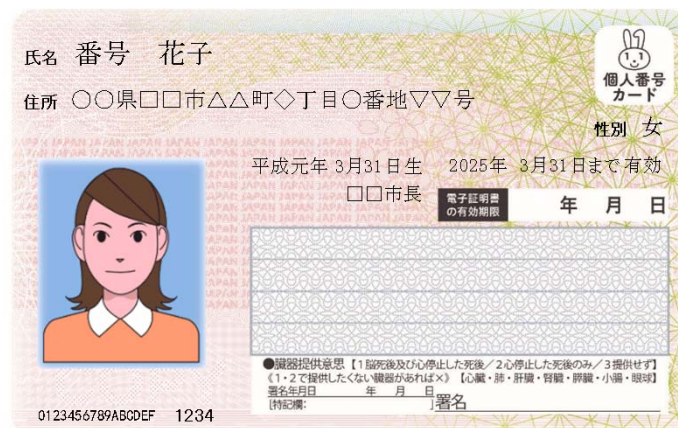 氏名 番号 花子
個人番号
カード
住所 〇〇県□□市△△町◇丁目〇番地▽▽号
性別 女
平成元年 3月31日生 2025年 3月31日まで有効
□□市長
電子証明書
の有効期限
年 月 日
●臓器提供意思【1脳死後及び心停止した死後／2心停止した死後のみ／3提供せず】
《1・2で提供したくない臓器があれば×》【心臓・肺・肝臓・腎臓・膵臓・小腸・眼球】
署名年月日 年 月 日
[特記欄: ]署名
0123456789ABCDEF 1234